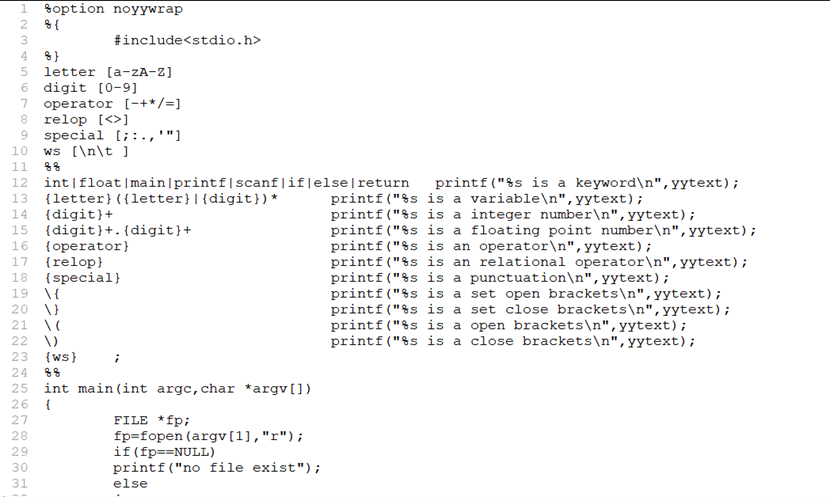 1 %option noyywrap
2 %{
3 #include<stdio.h>
4 %}
5 letter [a-zA-Z]
6 digit [0-9]
7 operator [-+*/=]
8 relop [<>]
9 special [;:.,'"]
10 ws [\n\t ]
11 %%
12 int|float|main|printf|scanf|if|else|return printf("%s is a keyword\n",yytext);
13 {letter}({letter}|{digit})* printf("%s is a variable\n",yytext);
14 {digit}+ printf("%s is a integer number\n",yytext);
15 {digit}+.{digit}+ printf("%s is a floating point number\n",yytext);
16 {operator} printf("%s is an operator\n",yytext);
17 {relop} printf("%s is an relational operator\n",yytext);
18 {special} printf("%s is a punctuation\n",yytext);
19 \{ printf("%s is a set open brackets\n",yytext);
20 \} printf("%s is a set close brackets\n",yytext);
21 \( printf("%s is a open brackets\n",yytext);
22 \) printf("%s is a close brackets\n",yytext);
23 {ws} ;
24 %%
25 int main(int argc,char *argv[])
26 {
27 FILE *fp;
28 fp=fopen(argv[1],"r");
29 if(fp==NULL)
30 printf("no file exist");
31 else